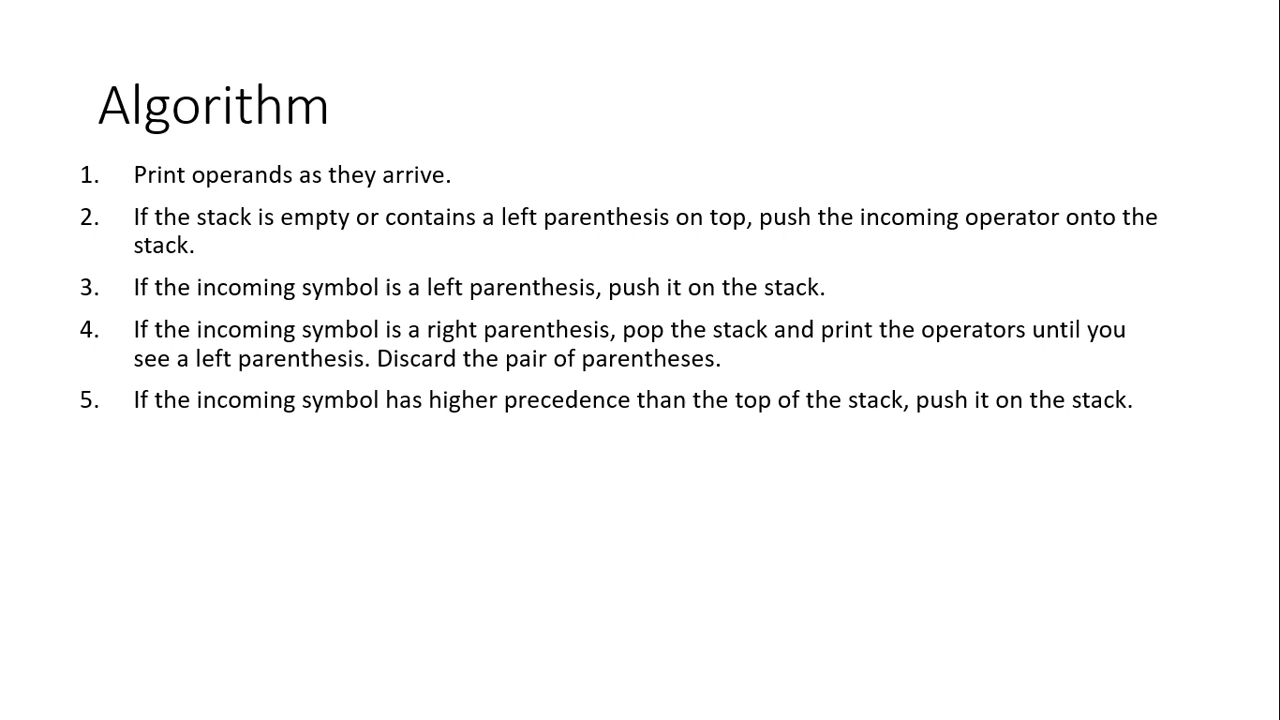 Algorithm
1. Print operands as they arrive.
2. If the stack is empty or contains a left parenthesis on top, push the incoming operator onto the
stack.
3. If the incoming symbol is a left parenthesis, push it on the stack.
4. If the incoming symbol is a right parenthesis, pop the stack and print the operators until you
see a left parenthesis. Discard the pair of parentheses.
5. If the incoming symbol has higher precedence than the top of the stack, push it on the stack.